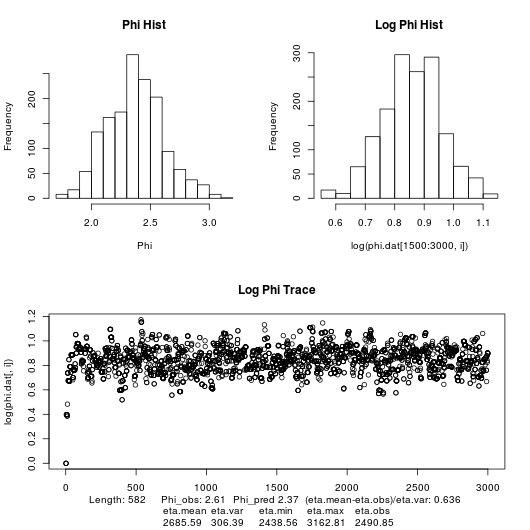 Phi Hist
Log Phi Hist
Frequency
0 50 100 200
2.0 2.5 3.0
Phi
Frequency
0 50 100 200 300
0.6 0.7 0.8 0.9 1.0 1.1
log(phi.dat[1500:3000, i])
Log Phi Trace
log(phi.dat[, i])
0.0 0.2 0.4 0.6 0.8 1.0 1.2
0 500 1000 1500 2000 2500 3000
Length: 582 Phi_obs: 2.61 Phi_pred 2.37 (eta.mean-eta.obs)/eta.var: 0.636
eta.mean eta.var eta.min eta.max eta.obs
2685.59 306.39 2438.56 3162.81 2490.85